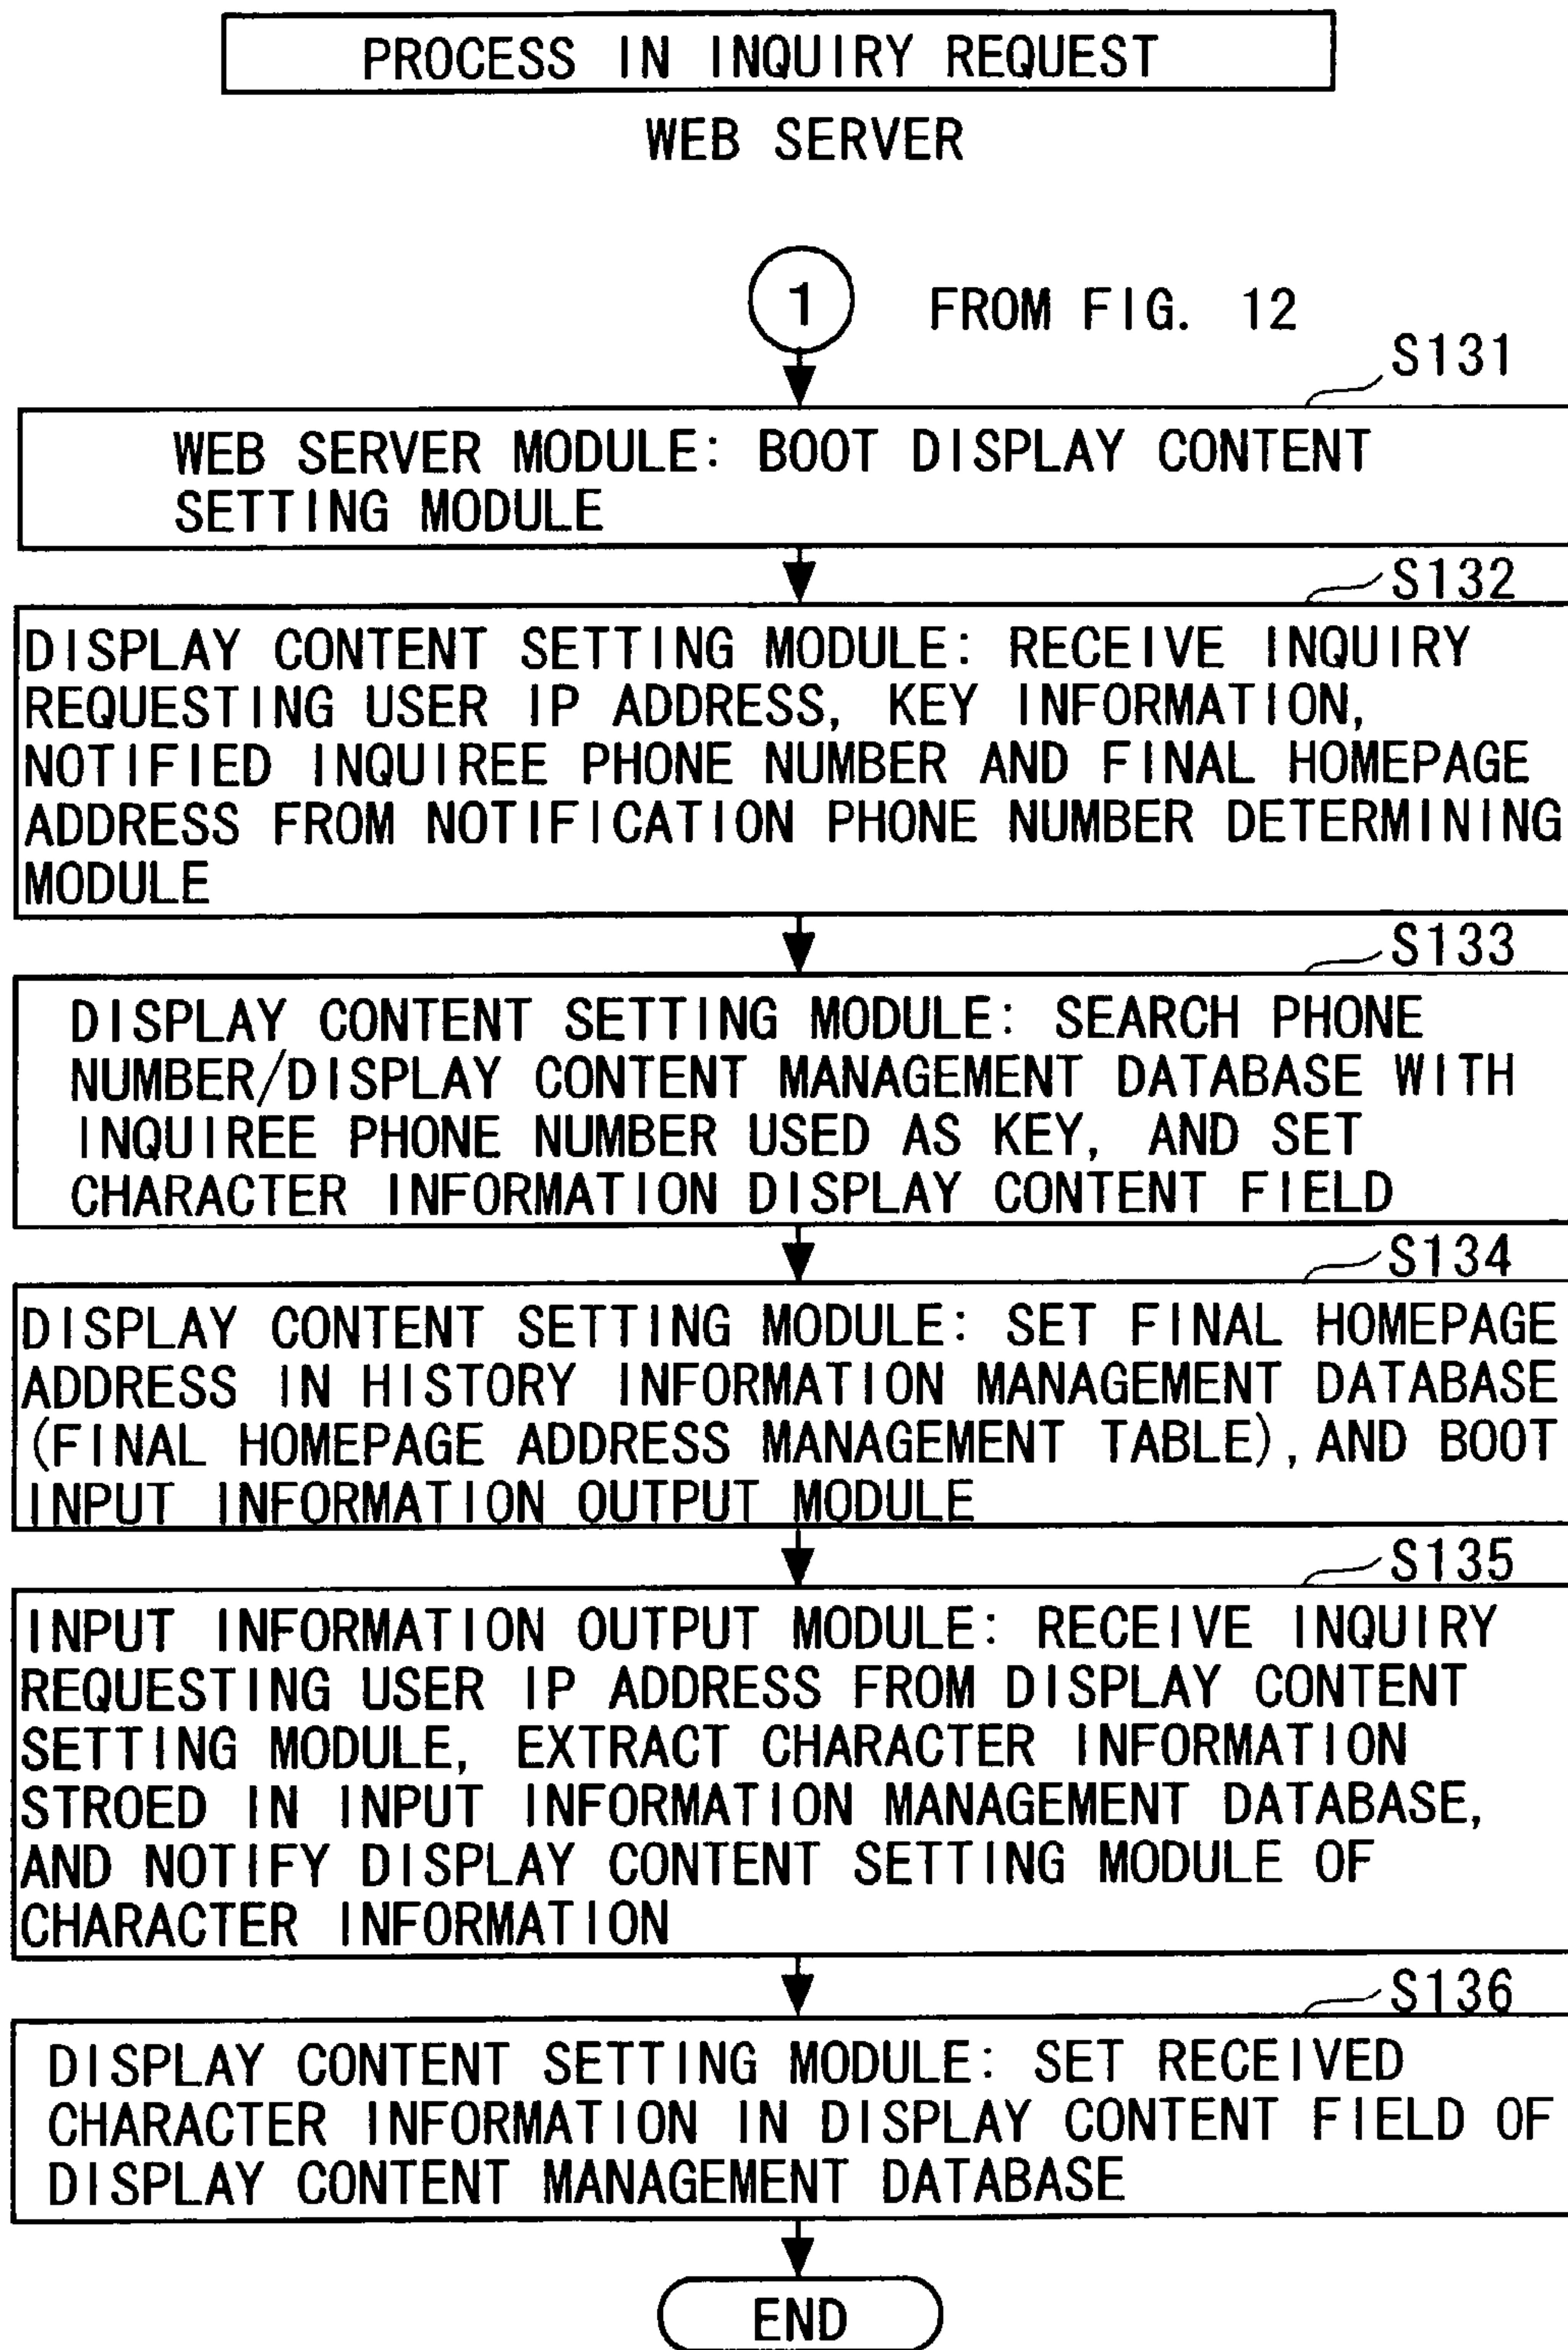 PROCESS IN INQUIRY REQUEST
WEB SERVER
1 FROM FIG. 12
S131
WEB SERVER MODULE: BOOT DISPLAY CONTENT
SETTING MODULE
S132
DISPLAY CONTENT SETTING MODULE: RECEIVE INQUIRY
REQUESTING USER IP ADDRESS, KEY INFORMATION,
NOTIFIED INQUIREE PHONE NUMBER AND FINAL HOMEPAGE
ADDRESS FROM NOTIFICATION PHONE NUMBER DETERMINING
MODULE
S133
DISPLAY CONTENT SETTING MODULE: SEARCH PHONE
NUMBER/DISPLAY CONTENT MANAGEMENT DATABASE WITH
INQUIREE PHONE NUMBER USED AS KEY, AND SET
CHARACTER INFORMATION DISPLAY CONTENT FIELD
S134
DISPLAY CONTENT SETTING MODULE: SET FINAL HOMEPAGE
ADDRESS IN HISTORY INFORMATION MANAGEMENT DATABASE
(FINAL HOMEPAGE ADDRESS MANAGEMENT TABLE), AND BOOT
INPUT INFORMATION OUTPUT MODULE
S135
INPUT INFORMATION OUTPUT MODULE: RECEIVE INQUIRY
REQUESTING USER IP ADDRESS FROM DISPLAY CONTENT
SETTING MODULE, EXTRACT CHARACTER INFORMATION
STROED IN INPUT INFORMATION MANAGEMENT DATABASE,
AND NOTIFY DISPLAY CONTENT SETTING MODULE OF
CHARACTER INFORMATION
S136
DISPLAY CONTENT SETTING MODULE: SET RECEIVED
CHARACTER INFORMATION IN DISPLAY CONTENT FIELD OF
DISPLAY CONTENT MANAGEMENT DATABASE
END